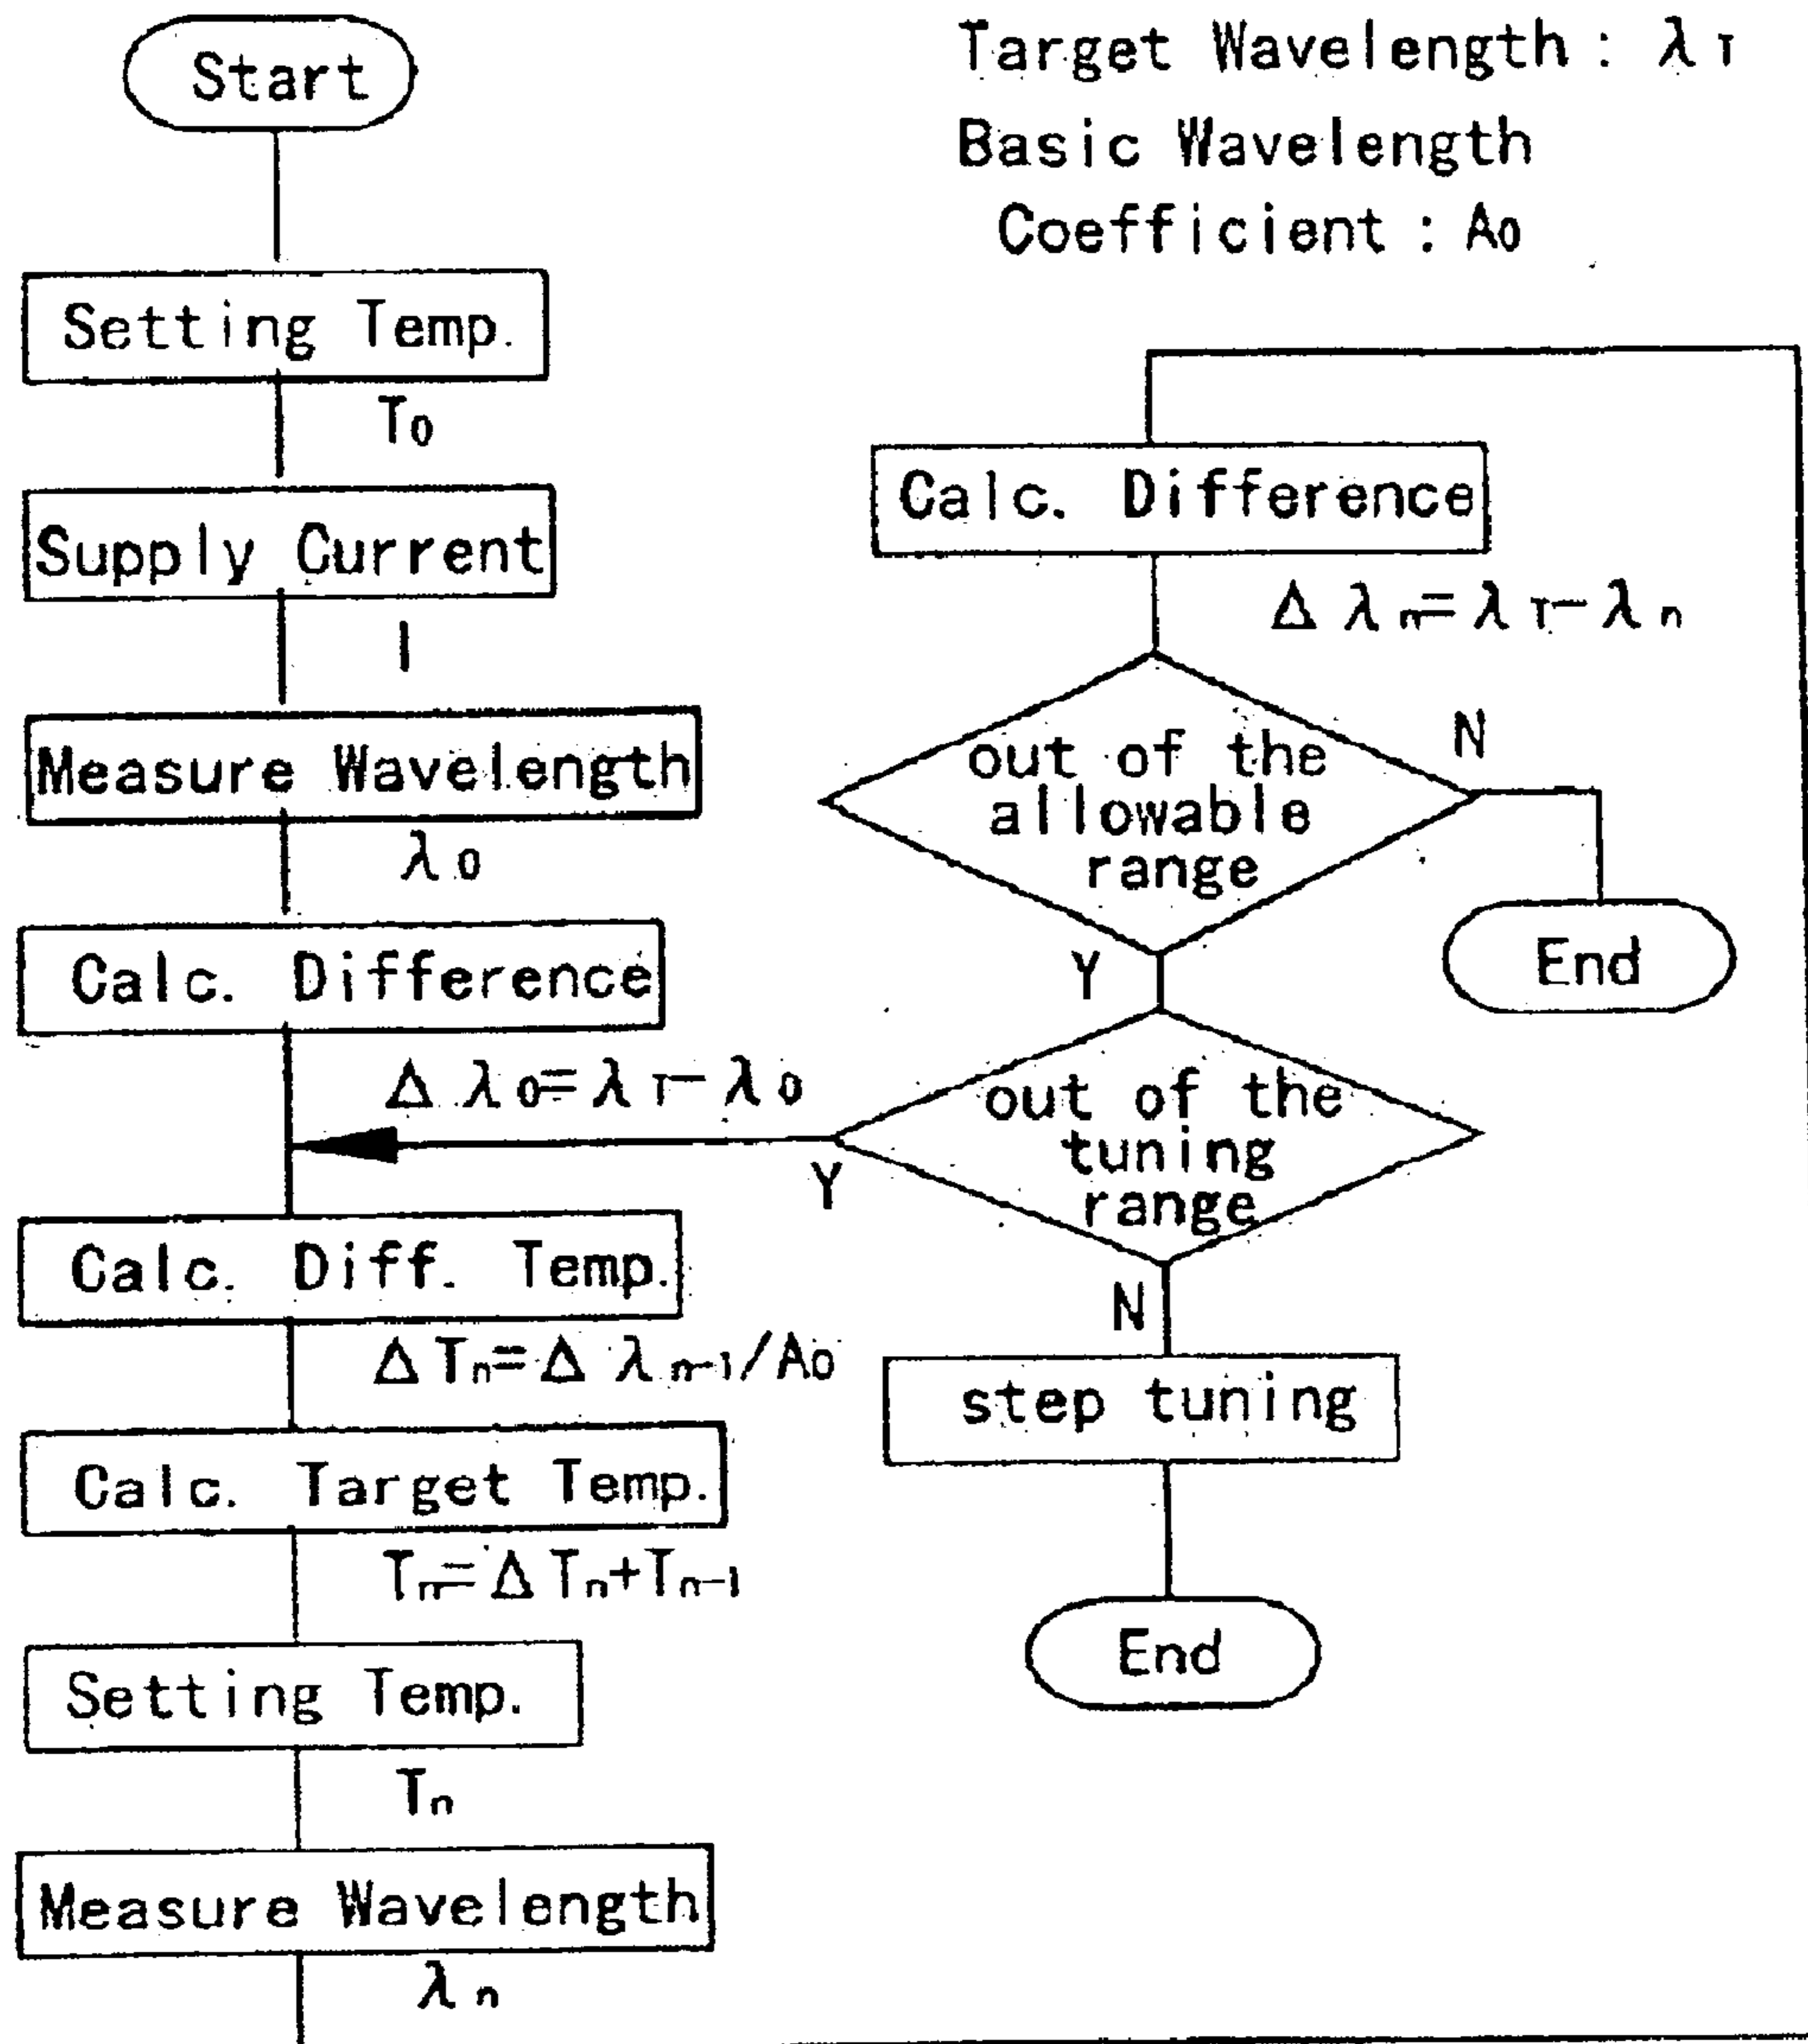 Start
Target Wavelength : λT
Basic Wavelength
Coefficient : A0
Setting Temp.
T0
Supply Current
I
Measure Wavelength
λ0
Calc. Difference
Δλ0=λT-λ0
Calc. Diff. Temp.
ΔTn=Δλn-1/A0
Calc. Target Temp.
Tn=ΔTn+Tn-1
Setting Temp.
Tn
Measure Wavelength
λn
Calc. Difference
Δλn=λT-λn
out of the
allowable
range
N
End
Y
out of the
tuning
range
Y
N
step tuning
End